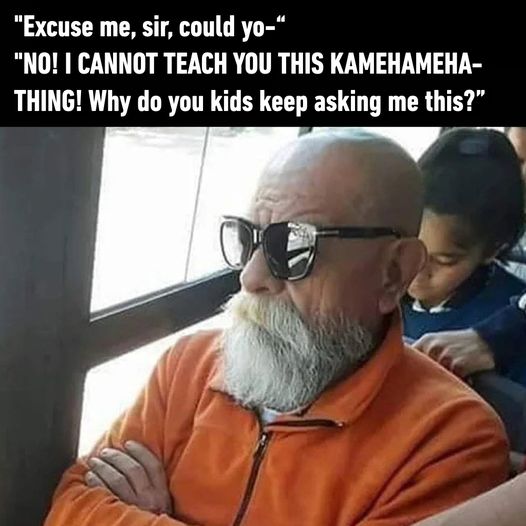 "Excuse me, sir, could yo-“
"NO! I CANNOT TEACH YOU THIS KAMEHAMEHA-
THING! Why do you kids keep asking me this?”